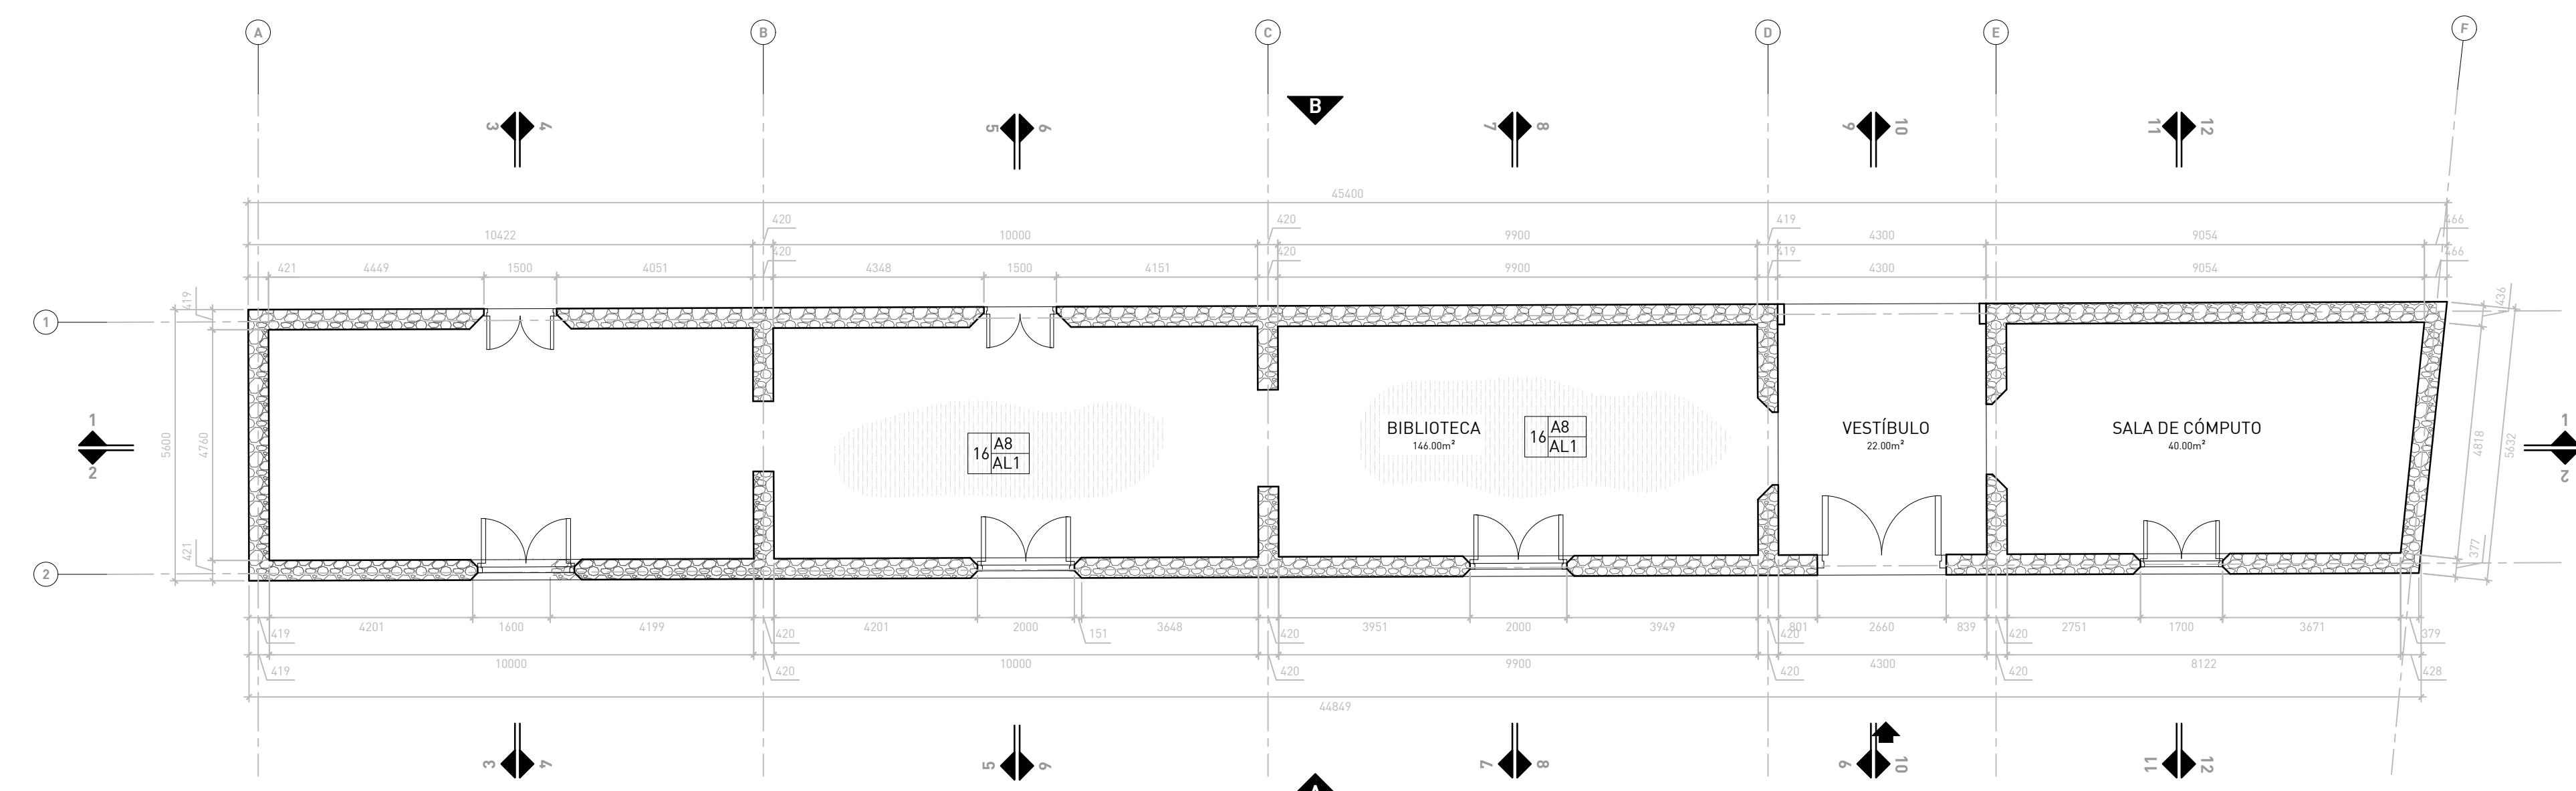 A B C D E F
B
3 4 5 6 7 8 9 10 11 12
45400
420 420 419 466
10422 10000 9900 4300 9054
420 420 419 466
421 4449 1500 4051 4348 1500 4151 9900 4300 9054
419 436
1 
5600 4760 4818 5632
1 BIBLIOTECA VESTÍBULO SALA DE CÓMPUTO 1
146.00m² 22.00m² 40.00m²
16 A8 AL1
16 A8 AL1
2 2
421 377
2
4201 1600 4199 4201 2000 151 3648 3951 2000 3949 801 2660 839 2751 1700 3671
419 420 420 420 420 379
10000 10000 9900 4300 8122
419 420 420 420 420 428
44849
3 4 5 6 7 8 9 10 11 12
A